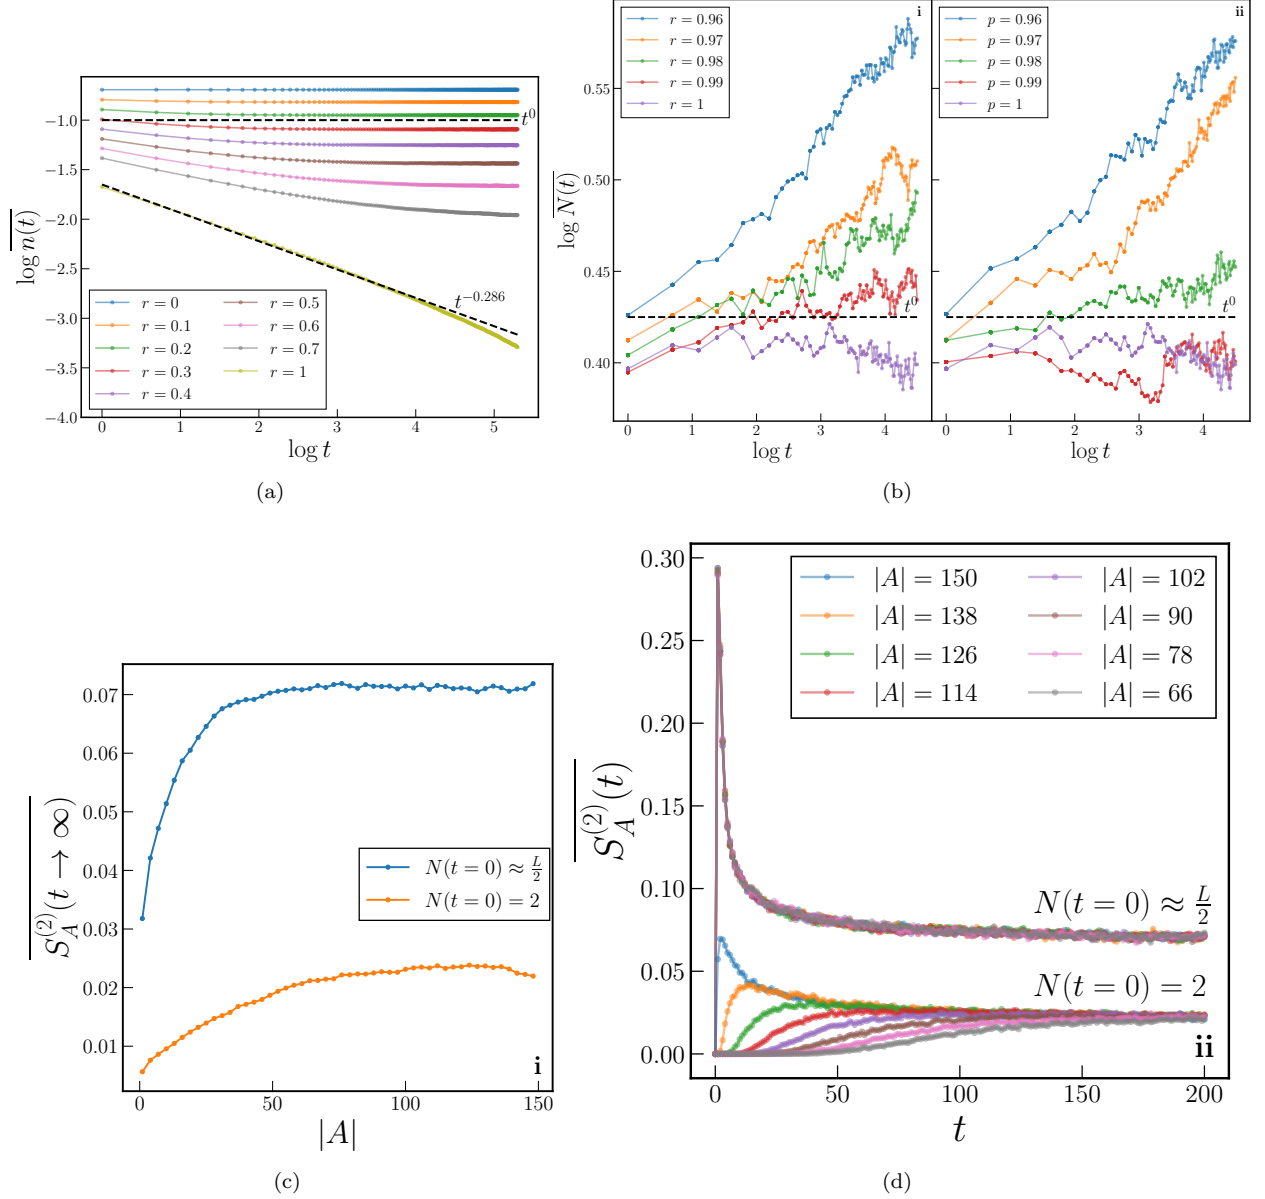 log n(t)
−1.0
−1.5
−2.0
−2.5
−3.0
−3.5
−4.0
t^0
t^{−0.286}
r = 0
r = 0.1
r = 0.2
r = 0.3
r = 0.4
r = 0.5
r = 0.6
r = 0.7
r = 1
0 1 2 3 4 5
log t
(a)
log N(t)
0.55
0.50
0.45
0.40
r = 0.96
r = 0.97
r = 0.98
r = 0.99
r = 1
i
0 1 2 3 4
log t
p = 0.96
p = 0.97
p = 0.98
p = 0.99
p = 1
ii
t^0
0 1 2 3 4
log t
(b)
S_A^{(2)}(t → ∞)
0.07
0.06
0.05
0.04
0.03
0.02
0.01
N(t = 0) ≈ L/2
N(t = 0) = 2
i
0 50 100 150
|A|
(c)
S_A^{(2)}(t)
0.30
0.25
0.20
0.15
0.10
0.05
0.00
|A| = 150
|A| = 138
|A| = 126
|A| = 114
|A| = 102
|A| = 90
|A| = 78
|A| = 66
N(t = 0) ≈ L/2
N(t = 0) = 2
ii
0 50 100 150 200
t
(d)